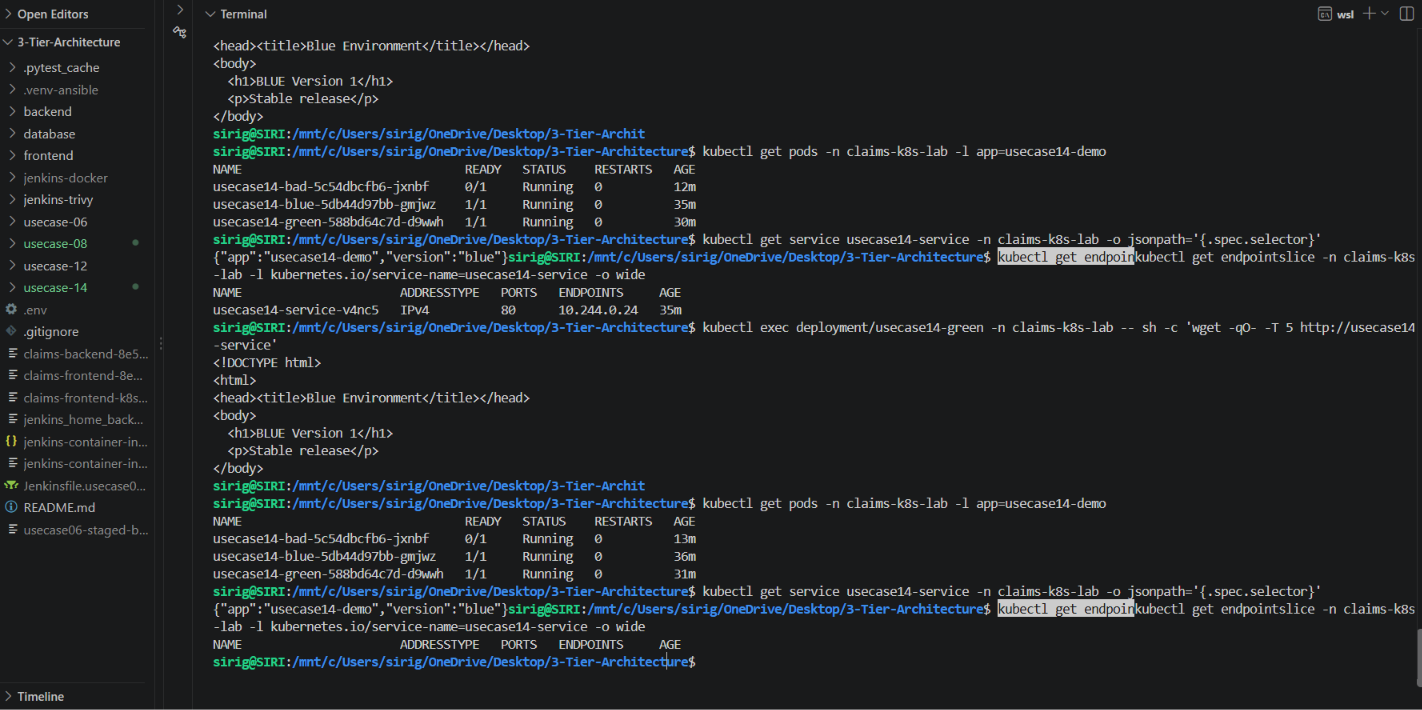 Open Editors
3-Tier-Architecture
.pytest_cache
.venv-ansible
backend
database
frontend
jenkins-docker
jenkins-trivy
usecase-06
usecase-08
usecase-12
usecase-14
.env
.gitignore
claims-backend-8e5...
claims-frontend-8e...
claims-frontend-k8s...
jenkins_home_back...
jenkins-container-in...
jenkins-container-in...
Jenkinsfile.usecase0...
README.md
usecase06-staged-b...
Timeline
Terminal
wsl
<head><title>Blue Environment</title></head>
<body>
<h1>BLUE Version 1</h1>
<p>Stable release</p>
</body>
sirig@SIRI:/mnt/c/Users/sirig/OneDrive/Desktop/3-Tier-Archit
sirig@SIRI:/mnt/c/Users/sirig/OneDrive/Desktop/3-Tier-Architecture$ kubectl get pods -n claims-k8s-lab -l app=usecase14-demo
NAME READY STATUS RESTARTS AGE
usecase14-bad-5c54dbcfb6-jxnbf 0/1 Running 0 12m
usecase14-blue-5db44d97bb-gmjwz 1/1 Running 0 35m
usecase14-green-588bd64c7d-d9wwh 1/1 Running 0 30m
sirig@SIRI:/mnt/c/Users/sirig/OneDrive/Desktop/3-Tier-Architecture$ kubectl get service usecase14-service -n claims-k8s-lab -o jsonpath='{.spec.selector}'
{"app":"usecase14-demo","version":"blue"}sirig@SIRI:/mnt/c/Users/sirig/OneDrive/Desktop/3-Tier-Architecture$ kubectl get endpoinkubectl get endpointslice -n claims-k8s
-lab -l kubernetes.io/service-name=usecase14-service -o wide
NAME ADDRESSTYPE PORTS ENDPOINTS AGE
usecase14-service-v4nc5 IPv4 80 10.244.0.24 35m
sirig@SIRI:/mnt/c/Users/sirig/OneDrive/Desktop/3-Tier-Architecture$ kubectl exec deployment/usecase14-green -n claims-k8s-lab -- sh -c 'wget -qO- -T 5 http://usecase14
-service'
<!DOCTYPE html>
<html>
<head><title>Blue Environment</title></head>
<body>
<h1>BLUE Version 1</h1>
<p>Stable release</p>
</body>
sirig@SIRI:/mnt/c/Users/sirig/OneDrive/Desktop/3-Tier-Archit
sirig@SIRI:/mnt/c/Users/sirig/OneDrive/Desktop/3-Tier-Architecture$ kubectl get pods -n claims-k8s-lab -l app=usecase14-demo
NAME READY STATUS RESTARTS AGE
usecase14-bad-5c54dbcfb6-jxnbf 0/1 Running 0 13m
usecase14-blue-5db44d97bb-gmjwz 1/1 Running 0 36m
usecase14-green-588bd64c7d-d9wwh 1/1 Running 0 31m
sirig@SIRI:/mnt/c/Users/sirig/OneDrive/Desktop/3-Tier-Architecture$ kubectl get service usecase14-service -n claims-k8s-lab -o jsonpath='{.spec.selector}'
{"app":"usecase14-demo","version":"blue"}sirig@SIRI:/mnt/c/Users/sirig/OneDrive/Desktop/3-Tier-Architecture$ kubectl get endpoinkubectl get endpointslice -n claims-k8s
-lab -l kubernetes.io/service-name=usecase14-service -o wide
NAME ADDRESSTYPE PORTS ENDPOINTS AGE
sirig@SIRI:/mnt/c/Users/sirig/OneDrive/Desktop/3-Tier-Architecture$